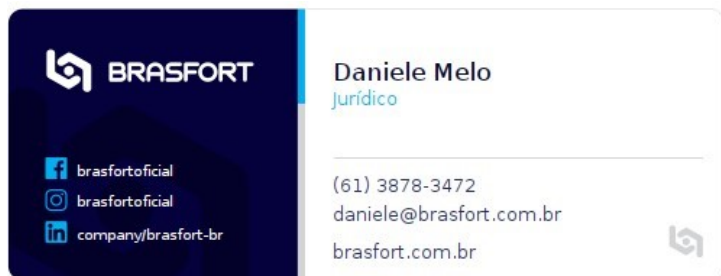 BRASFORT
brasfortoficial
brasfortoficial
company/brasfort-br
Daniele Melo
Jurídico
(61) 3878-3472
daniele@brasfort.com.br
brasfort.com.br